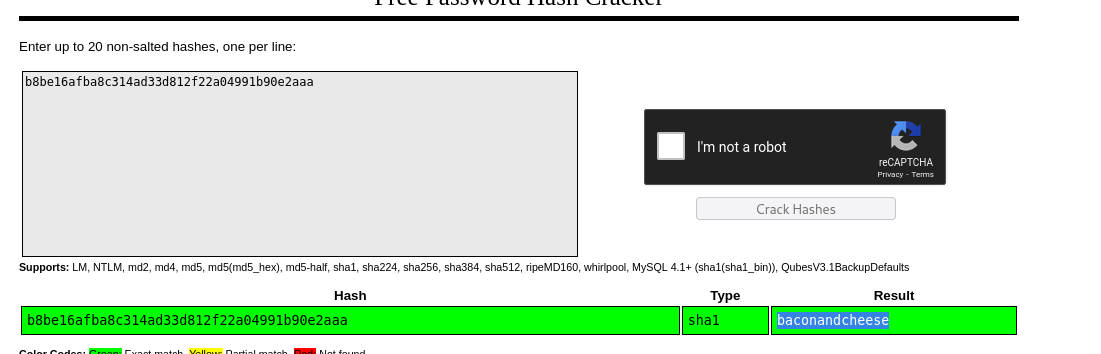 Free Password Hash Cracker
Enter up to 20 non-salted hashes, one per line:
b8be16afba8c314ad33d812f22a04991b90e2aaa
I'm not a robot
reCAPTCHA
Privacy - Terms
Crack Hashes
Supports: LM, NTLM, md2, md4, md5, md5(md5_hex), md5-half, sha1, sha224, sha256, sha384, sha512, ripeMD160, whirlpool, MySQL 4.1+ (sha1(sha1_bin)), QubesV3.1BackupDefaults
Hash Type Result
b8be16afba8c314ad33d812f22a04991b90e2aaa sha1 baconandcheese
Color Codes: Green: Exact match, Yellow: Partial match, Red: Not found.